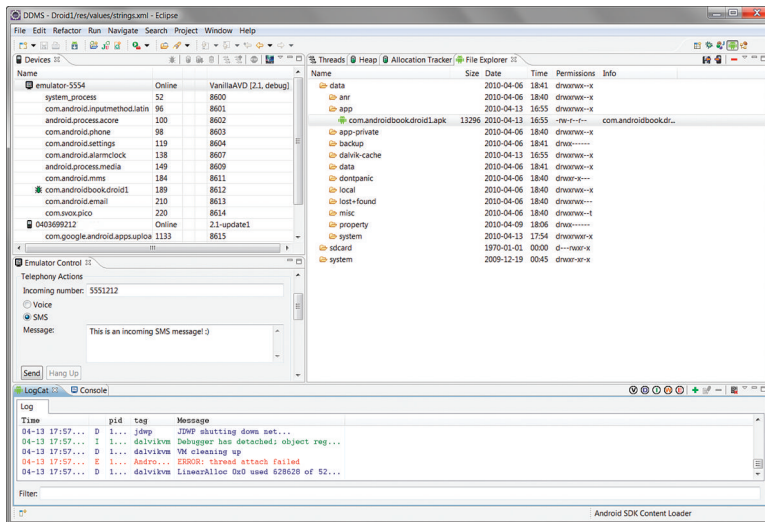 DDMS - Droid1/res/values/strings.xml - Eclipse
File Edit Refactor Run Navigate Search Project Window Help
Devices
Name
emulator-5554 Online VanillaAVD [2.1, debug]
system_process 52 8600
com.android.inputmethod.latin 96 8601
android.process.acore 100 8602
com.android.phone 98 8603
com.android.settings 119 8604
com.android.alarmclock 138 8607
android.process.media 149 8609
com.android.mms 184 8611
com.androidbook.droid1 189 8612
com.android.email 210 8613
com.svox.pico 220 8614
0403699212 Online 2.1-update1
com.google.android.apps.uploa 1133 8615
Threads Heap Allocation Tracker File Explorer
Name Size Date Time Permissions Info
data 2010-04-06 18:41 drwxrwx--x
anr 2010-04-06 18:40 drwxrwx--x
app 2010-04-13 16:55 drwxrwx--x
com.androidbook.droid1.apk 13296 2010-04-13 16:55 -rw-r--r-- com.androidbook.dr...
app-private 2010-04-06 18:40 drwxrwx--x
backup 2010-04-06 18:41 drwx------
dalvik-cache 2010-04-13 16:55 drwxrwx--x
data 2010-04-06 18:41 drwxrwx--x
dontpanic 2010-04-06 18:40 drwxr-x---
local 2010-04-06 18:40 drwxrwx--x
lost+found 2010-04-06 18:40 drwxrwx---
misc 2010-04-06 18:40 drwxrwx--t
property 2010-04-09 18:06 drwx------
system 2010-04-13 17:54 drwxrwxr-x
sdcard 1970-01-01 00:00 d---rwxr-x
system 2009-12-19 00:45 drwxr-xr-x
Emulator Control
Telephony Actions
Incoming number: 5551212
Voice
SMS
Message: This is an incoming SMS message! :)
Send Hang Up
LogCat Console
V D I W E
Log
Time pid tag Message
04-13 17:57... D 1... jdwp JDWP shutting down net...
04-13 17:57... I 1... dalvikvm Debugger has detached; object reg...
04-13 17:57... D 1... dalvikvm VM cleaning up
04-13 17:57... E 1... Andro... ERROR: thread attach failed
04-13 17:57... D 1... dalvikvm LinearAlloc 0x0 used 628628 of 52...
Filter:
Android SDK Content Loader